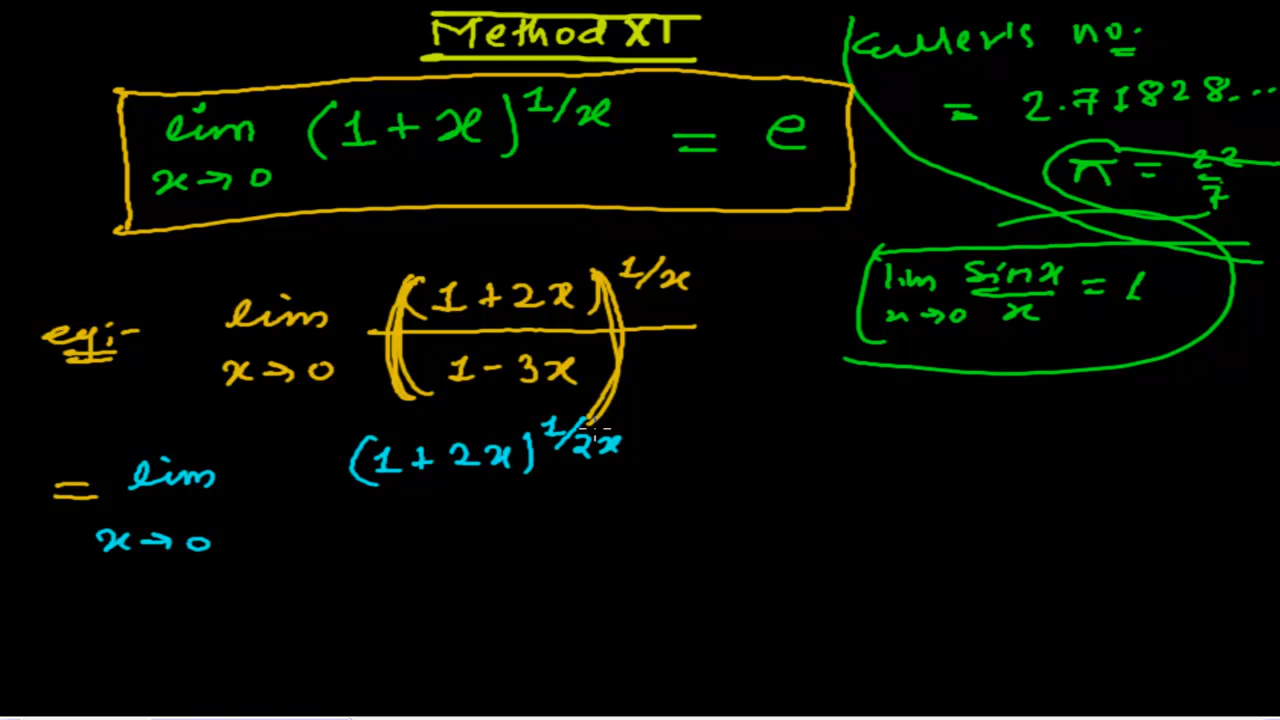 Method XI
lim (1+x)^1/x = e
x→0
Euller's no.
= 2.71828...
π = 22/7
lim sinx/x = 1
x→0
eg:- lim ((1+2x)/(1-3x))^1/x
x→0
= lim (1+2x)^1/2x
x→0